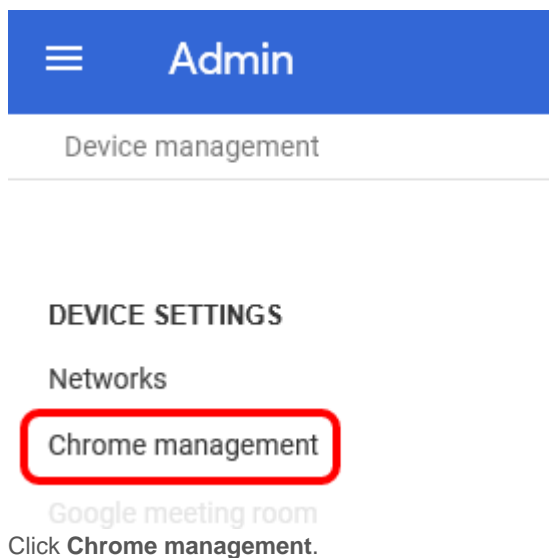 Admin
Device management
DEVICE SETTINGS
Networks
Chrome management
Google meeting room
Click Chrome management.